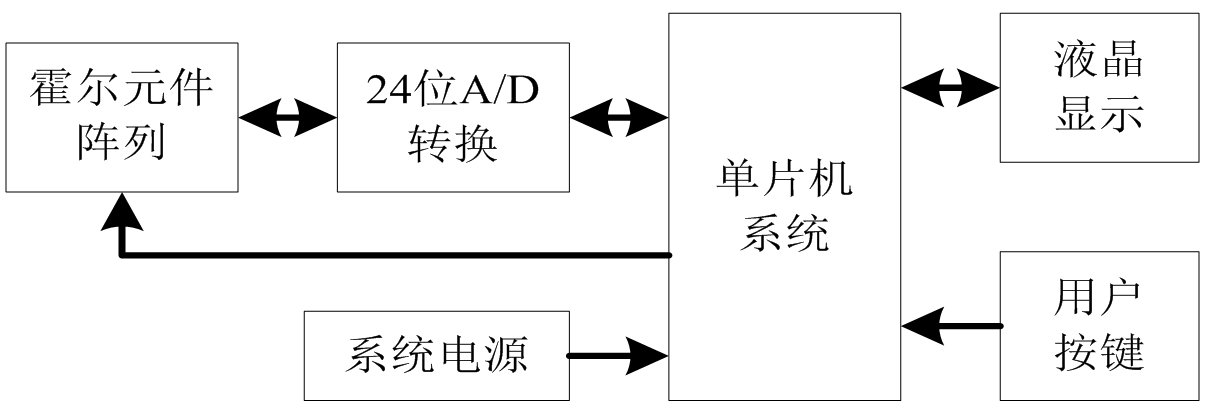 霍尔元件
阵列
24位A/D
转换
单片机
系统
液晶
显示
系统电源
用户
按键